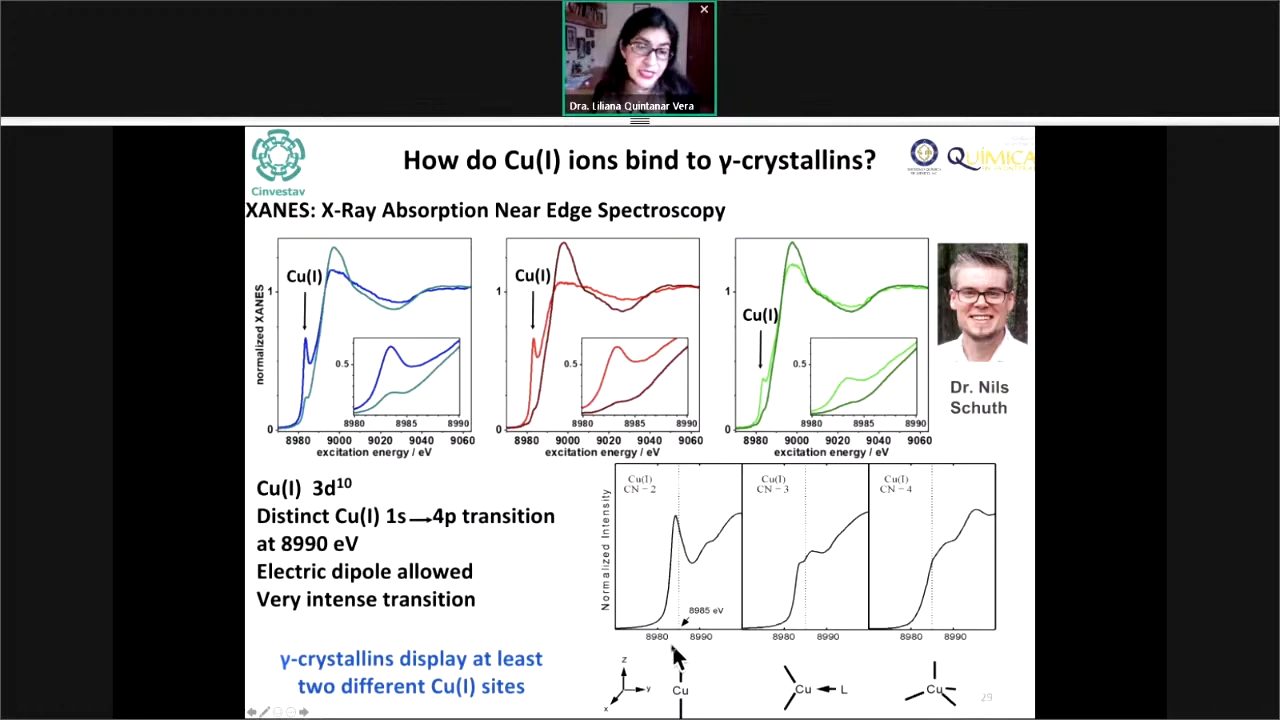 Dra. Liliana Quintanar Vera
Cinvestav
How do Cu(I) ions bind to γ-crystallins?
QUÍMICA
XANES: X-Ray Absorption Near Edge Spectroscopy
normalized XANES
1
0
Cu(I)
0.5
8980 8985 8990
8980 9000 9020 9040 9060
excitation energy / eV
1
0
Cu(I)
0.5
8980 8985 8990
8980 9000 9020 9040 9060
excitation energy / eV
1
0
Cu(I)
0.5
8980 8985 8990
8980 9000 9020 9040 9060
excitation energy / eV
Dr. Nils
Schuth
Cu(I) 3d¹⁰
Distinct Cu(I) 1s→4p transition
at 8990 eV
Electric dipole allowed
Very intense transition
γ-crystallins display at least
two different Cu(I) sites
Normalized Intensity
Cu(I)
CN = 2
8985 eV
8980 8990
Cu(I)
CN = 3
8980 8990
Cu(I)
CN = 4
8980 8990
z
y
x
Cu
Cu L
Cu
29